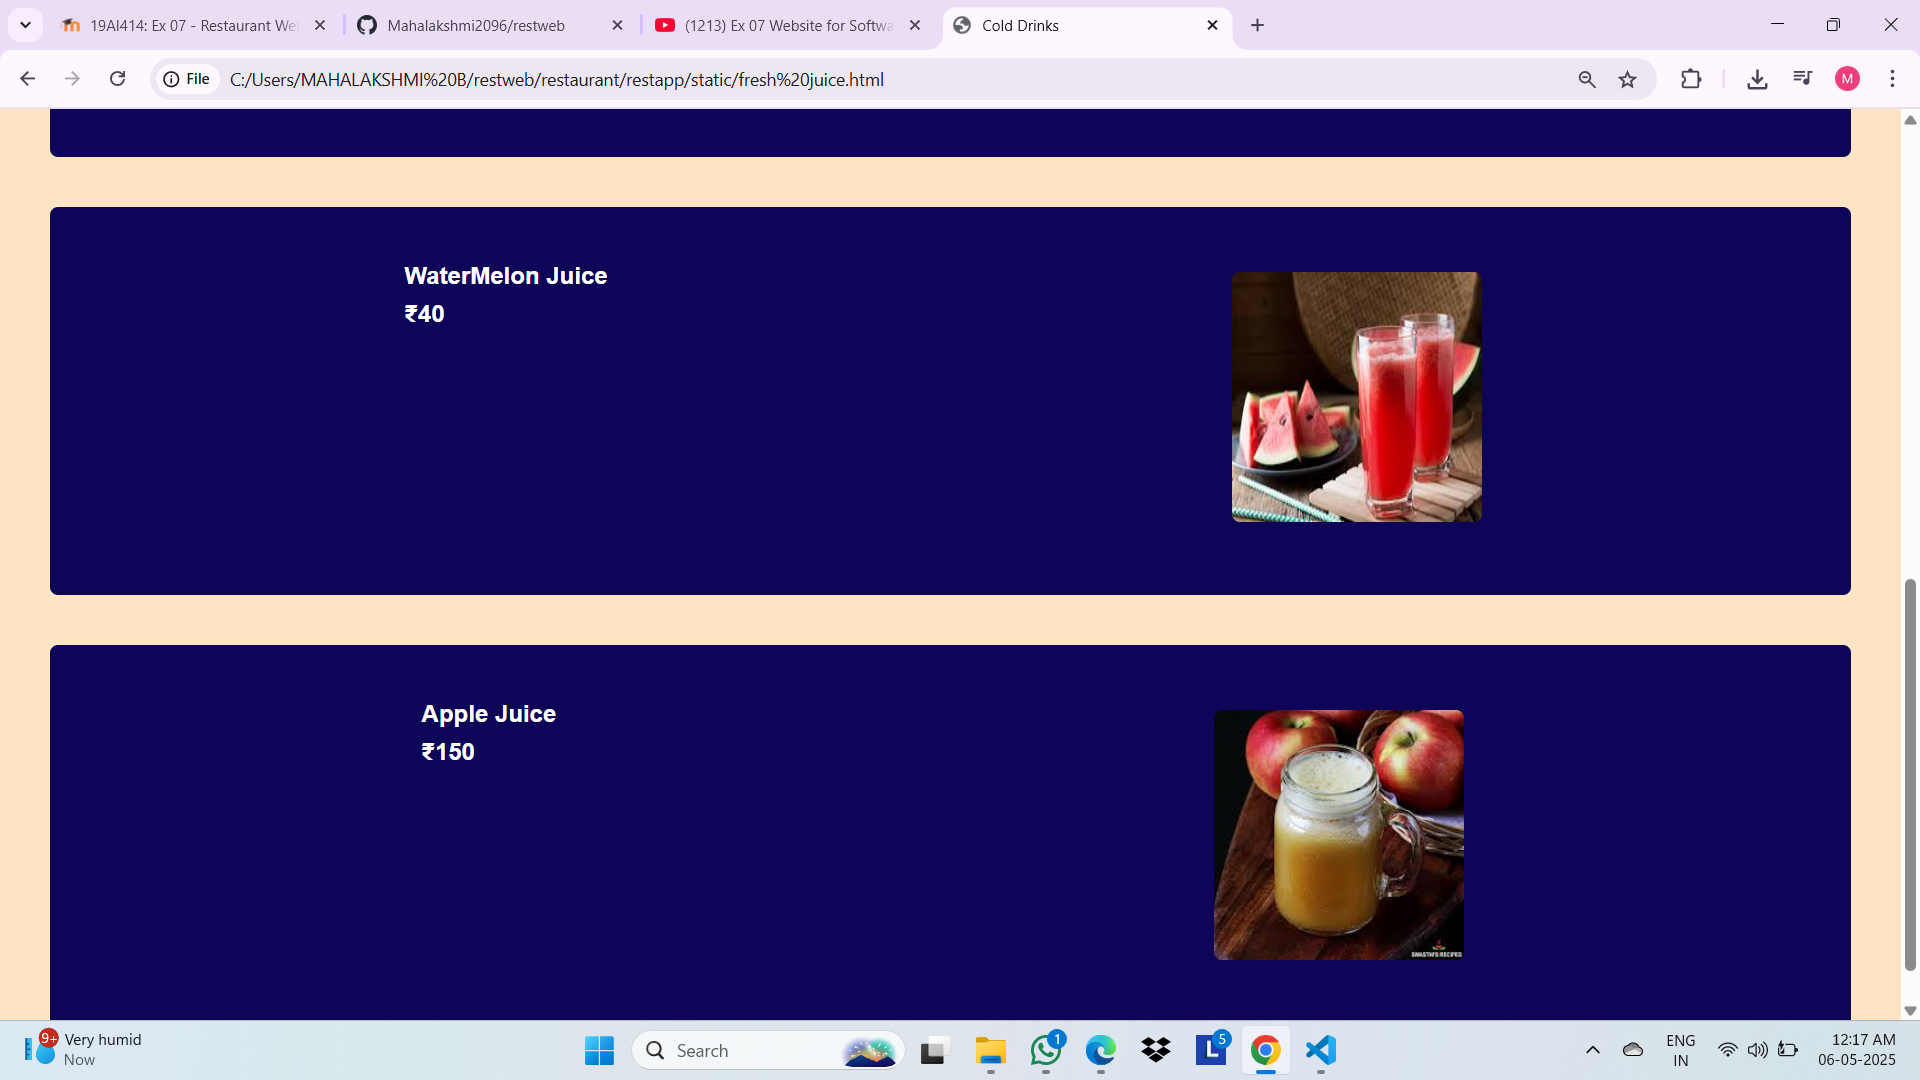 19AI414: Ex 07 - Restaurant We
Mahalakshmi2096/restweb
(1213) Ex 07 Website for Softwa
Cold Drinks
File
C:/Users/MAHALAKSHMI%20B/restweb/restaurant/restapp/static/fresh%20juice.html
M
WaterMelon Juice
₹40
Apple Juice
₹150
SWASTHI'S RECIPES
9+
Very humid
Now
Search
1
L
5
ENG
IN
12:17 AM
06-05-2025